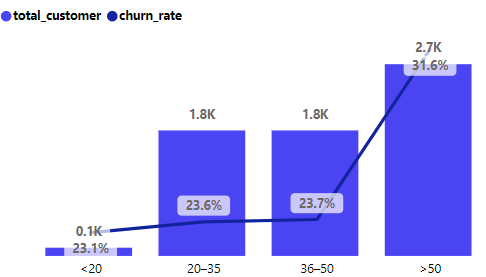 total_customer churn_rate
2.7K
31.6%
1.8K 1.8K
23.6% 23.7%
0.1K
23.1%
<20 20–35 36–50 >50